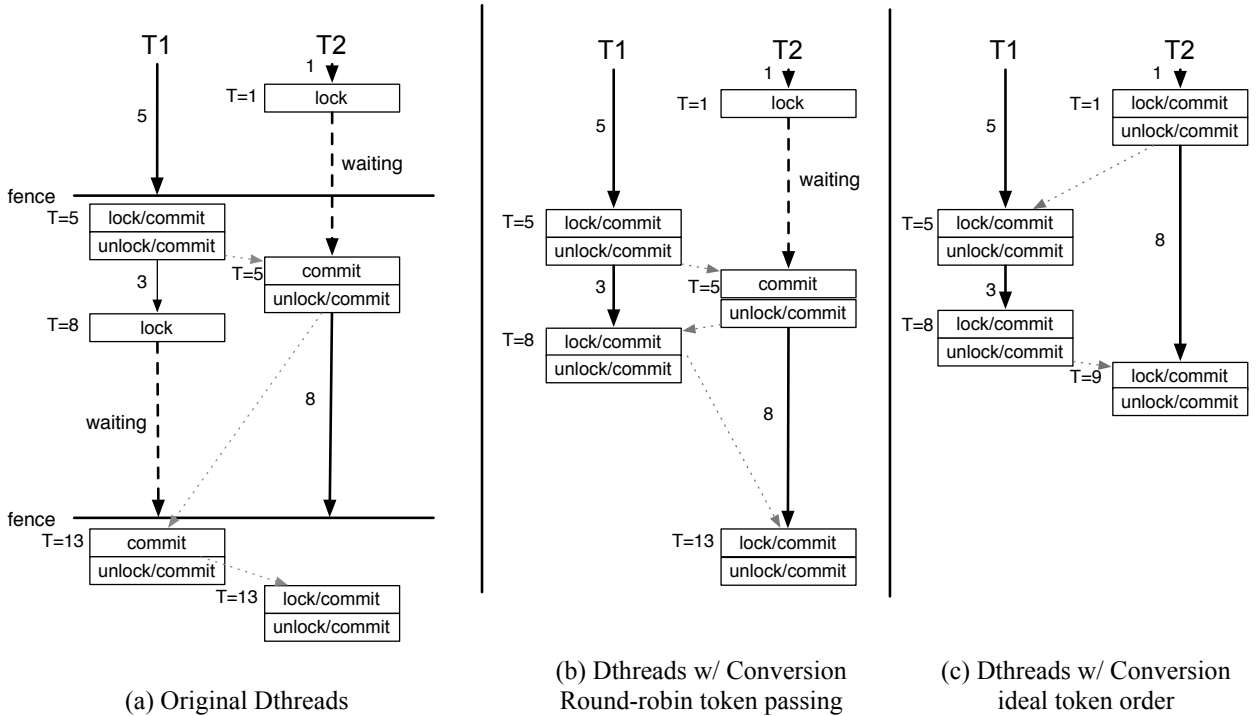 T1
T2
1
T=1
lock
5
waiting
fence
T=5
lock/commit
unlock/commit
T=5
commit
unlock/commit
3
T=8
lock
8
waiting
fence
T=13
commit
unlock/commit
T=13
lock/commit
unlock/commit
(a) Original Dthreads
T1
T2
1
T=1
lock
5
waiting
T=5
lock/commit
unlock/commit
T=5
commit
unlock/commit
3
T=8
lock/commit
unlock/commit
8
T=13
lock/commit
unlock/commit
(b) Dthreads w/ Conversion
Round-robin token passing
T1
T2
1
T=1
lock/commit
unlock/commit
5
T=5
lock/commit
unlock/commit
8
3
T=8
lock/commit
unlock/commit
T=9
lock/commit
unlock/commit
(c) Dthreads w/ Conversion
ideal token order